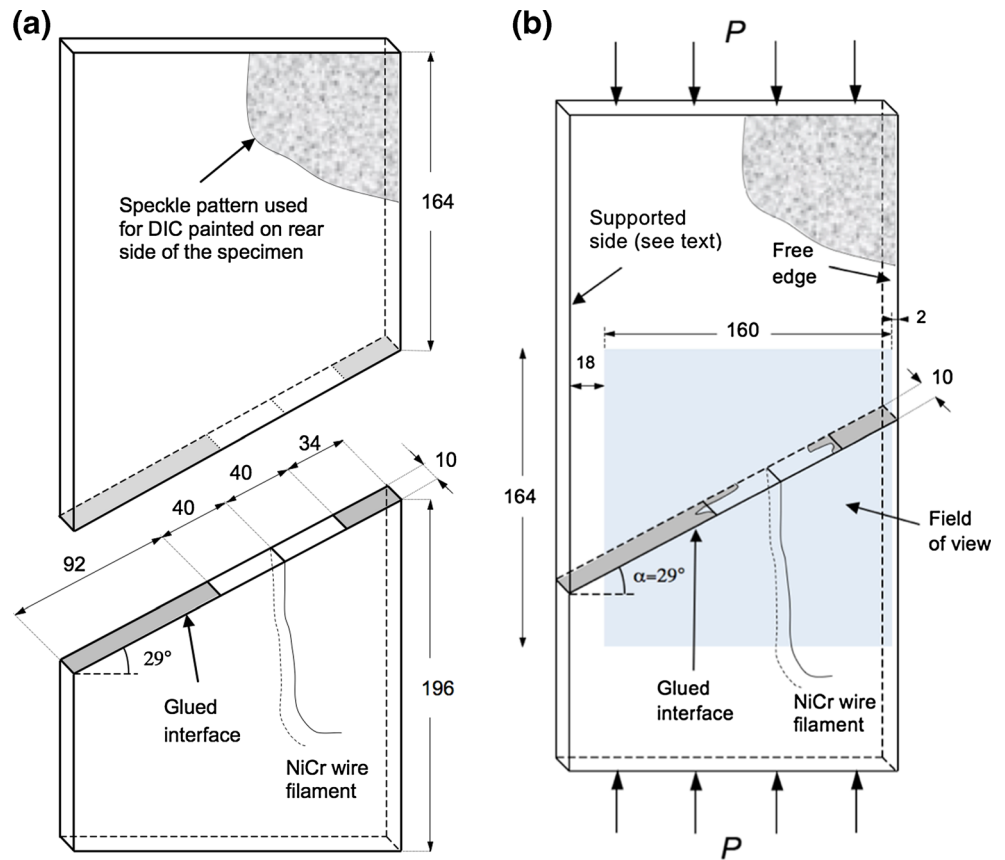 (a)
164
Speckle pattern used
for DIC painted on rear
side of the specimen
34
10
40
40
92
29°
196
Glued
interface
NiCr wire
filament
(b)
P
Supported
side (see text)
Free
edge
2
160
18
10
164
α=29°
Field
of view
Glued
interface
NiCr wire
filament
P